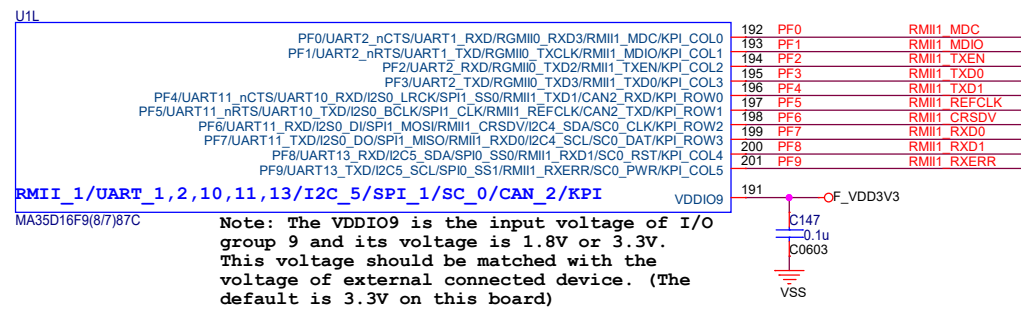 U1L
PF0/UART2_nCTS/UART1_RXD/RGMII0_RXD3/RMII1_MDC/KPI_COL0 192 PF0 RMII1_MDC
PF1/UART2_nRTS/UART1_TXD/RGMII0_TXCLK/RMII1_MDIO/KPI_COL1 193 PF1 RMII1_MDIO
PF2/UART2_RXD/RGMII0_TXD2/RMII1_TXEN/KPI_COL2 194 PF2 RMII1_TXEN
PF3/UART2_TXD/RGMII0_TXD3/RMII1_TXD0/KPI_COL3 195 PF3 RMII1_TXD0
PF4/UART11_nCTS/UART10_RXD/I2S0_LRCK/SPI1_SS0/RMII1_TXD1/CAN2_RXD/KPI_ROW0 196 PF4 RMII1_TXD1
PF5/UART11_nRTS/UART10_TXD/I2S0_BCLK/SPI1_CLK/RMII1_REFCLK/CAN2_TXD/KPI_ROW1 197 PF5 RMII1_REFCLK
PF6/UART11_RXD/I2S0_DI/SPI1_MOSI/RMII1_CRSDV/I2C4_SDA/SC0_CLK/KPI_ROW2 198 PF6 RMII1_CRSDV
PF7/UART11_TXD/I2S0_DO/SPI1_MISO/RMII1_RXD0/I2C4_SCL/SC0_DAT/KPI_ROW3 199 PF7 RMII1_RXD0
PF8/UART13_RXD/I2C5_SDA/SPI0_SS0/RMII1_RXD1/SC0_RST/KPI_COL4 200 PF8 RMII1_RXD1
PF9/UART13_TXD/I2C5_SCL/SPI0_SS1/RMII1_RXERR/SC0_PWR/KPI_COL5 201 PF9 RMII1_RXERR
RMII_1/UART_1,2,10,11,13/I2C_5/SPI_1/SC_0/CAN_2/KPI VDDIO9 191 F_VDD3V3
MA35D16F9(8/7)87C
Note: The VDDIO9 is the input voltage of I/O
group 9 and its voltage is 1.8V or 3.3V.
This voltage should be matched with the
voltage of external connected device. (The
default is 3.3V on this board)
C147
0.1u
C0603
VSS